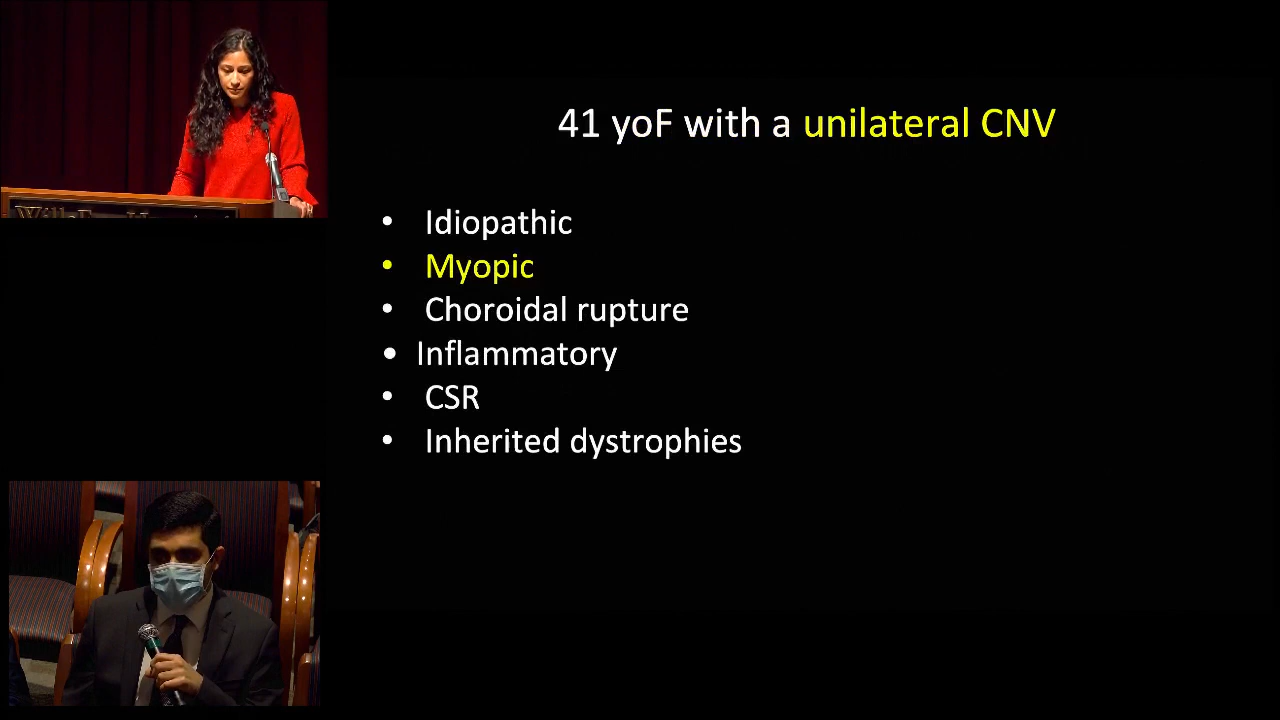 41 yoF with a unilateral CNV
• Idiopathic
• Myopic
• Choroidal rupture
• Inflammatory
• CSR
• Inherited dystrophies